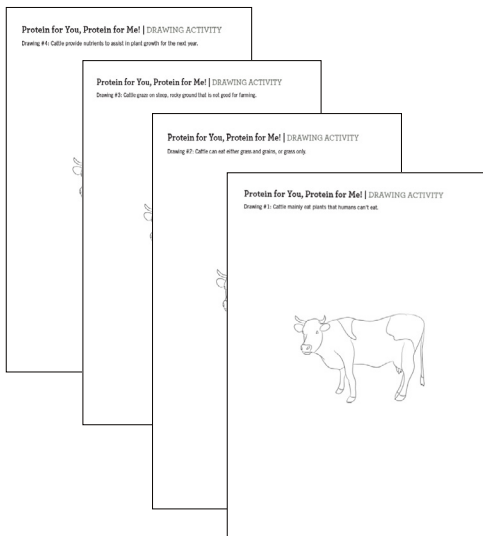 Protein for You, Protein for Me! | DRAWING ACTIVITY
Drawing #4: Cattle provide nutrients to assist in plant growth for the next year.
Protein for You, Protein for Me! | DRAWING ACTIVITY
Drawing #3: Cattle graze on steep, rocky ground that is not good for farming.
Protein for You, Protein for Me! | DRAWING ACTIVITY
Drawing #2: Cattle can eat either grass and grains, or grass only.
Protein for You, Protein for Me! | DRAWING ACTIVITY
Drawing #1: Cattle mainly eat plants that humans can't eat.